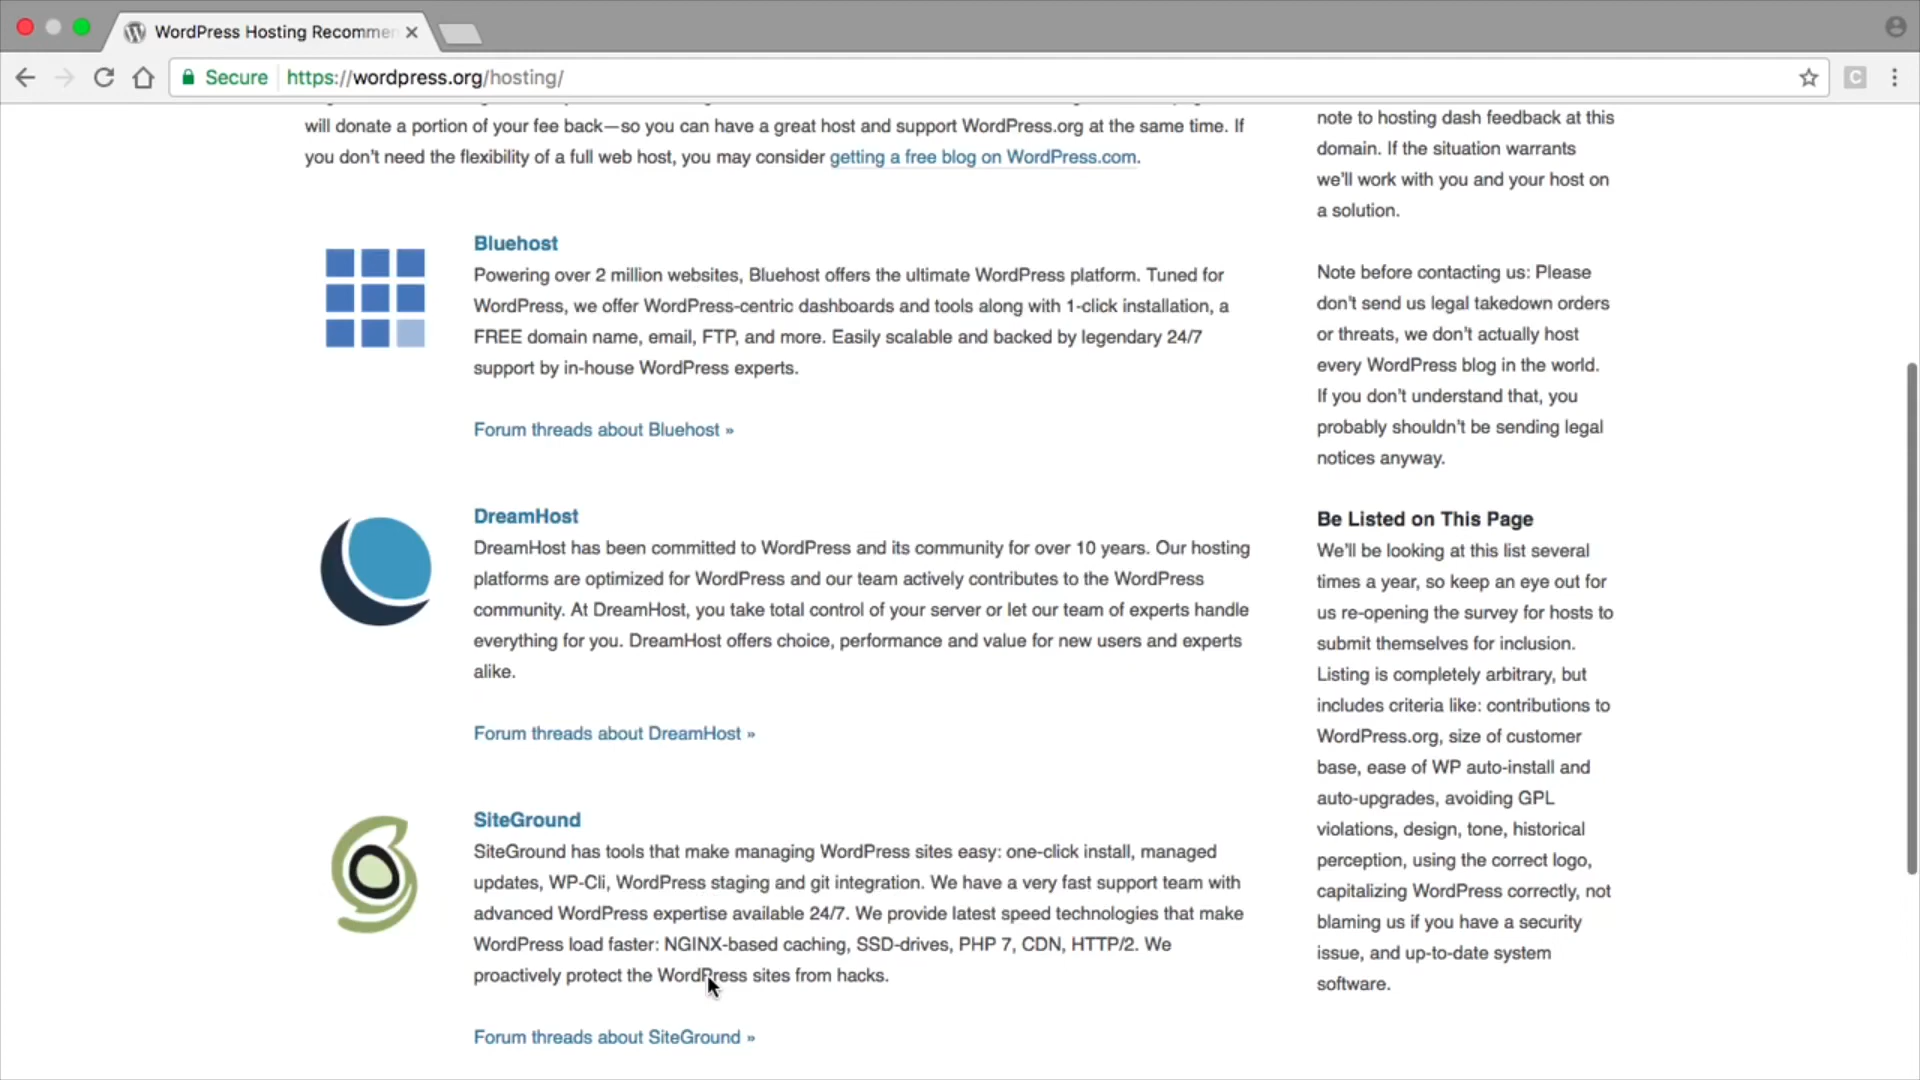 WordPress Hosting Recommen
Secure https://wordpress.org/hosting/
C
will donate a portion of your fee back—so you can have a great host and support WordPress.org at the same time. If
you don't need the flexibility of a full web host, you may consider getting a free blog on WordPress.com.
Bluehost
Powering over 2 million websites, Bluehost offers the ultimate WordPress platform. Tuned for
WordPress, we offer WordPress-centric dashboards and tools along with 1-click installation, a
FREE domain name, email, FTP, and more. Easily scalable and backed by legendary 24/7
support by in-house WordPress experts.
Forum threads about Bluehost »
DreamHost
DreamHost has been committed to WordPress and its community for over 10 years. Our hosting
platforms are optimized for WordPress and our team actively contributes to the WordPress
community. At DreamHost, you take total control of your server or let our team of experts handle
everything for you. DreamHost offers choice, performance and value for new users and experts
alike.
Forum threads about DreamHost »
SiteGround
SiteGround has tools that make managing WordPress sites easy: one-click install, managed
updates, WP-Cli, WordPress staging and git integration. We have a very fast support team with
advanced WordPress expertise available 24/7. We provide latest speed technologies that make
WordPress load faster: NGINX-based caching, SSD-drives, PHP 7, CDN, HTTP/2. We
proactively protect the WordPress sites from hacks.
Forum threads about SiteGround »
note to hosting dash feedback at this
domain. If the situation warrants
we'll work with you and your host on
a solution.
Note before contacting us: Please
don't send us legal takedown orders
or threats, we don't actually host
every WordPress blog in the world.
If you don't understand that, you
probably shouldn't be sending legal
notices anyway.
Be Listed on This Page
We'll be looking at this list several
times a year, so keep an eye out for
us re-opening the survey for hosts to
submit themselves for inclusion.
Listing is completely arbitrary, but
includes criteria like: contributions to
WordPress.org, size of customer
base, ease of WP auto-install and
auto-upgrades, avoiding GPL
violations, design, tone, historical
perception, using the correct logo,
capitalizing WordPress correctly, not
blaming us if you have a security
issue, and up-to-date system
software.